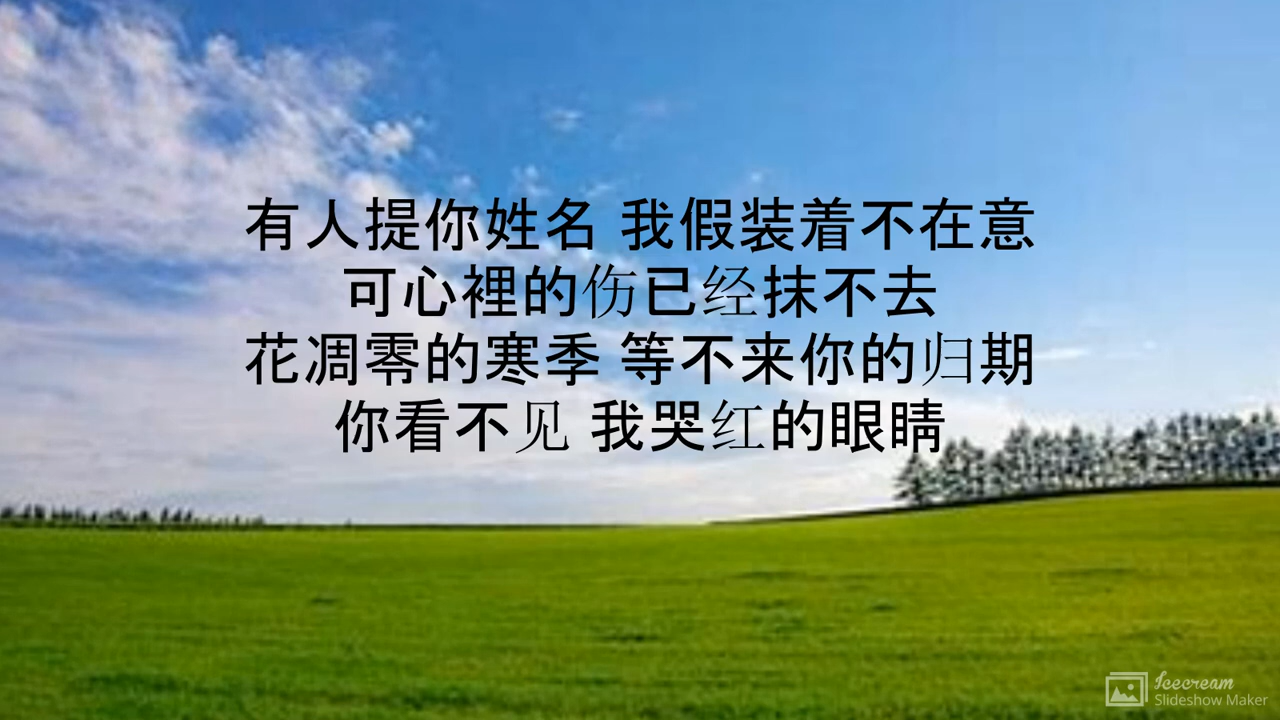 有人提你姓名 我假装着不在意
可心裡的伤已经抹不去
花凋零的寒季 等不来你的归期
你看不见 我哭红的眼睛
Icecream
Slideshow Maker